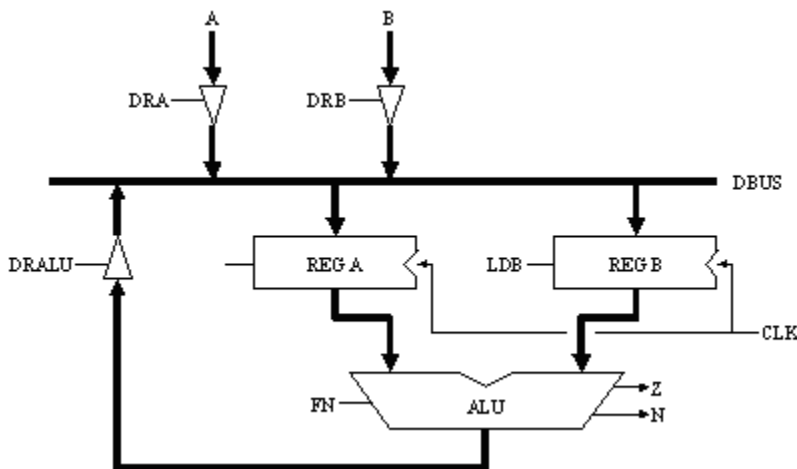 A
B
DRA
DRB
DBUS
DRALU
REG A
LDB
REG B
CLK
FN
ALU
Z
N